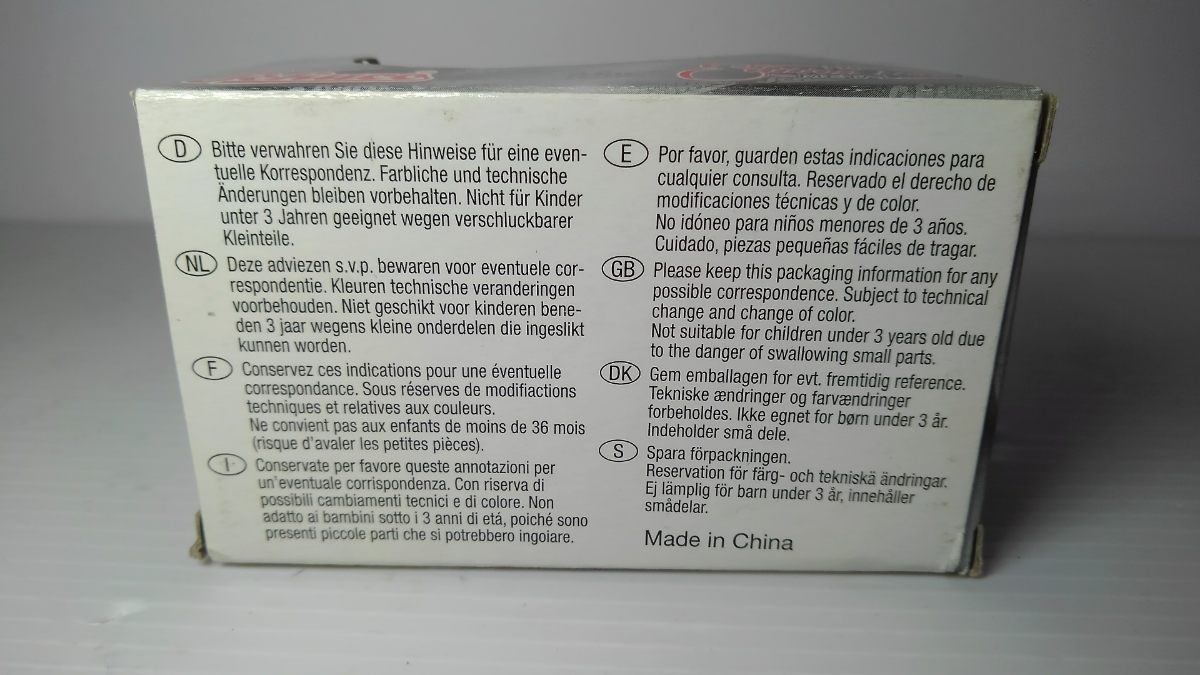 D
Bitte verwahren Sie diese Hinweise für eine even-
tuelle Korrespondenz. Farbliche und technische
Änderungen bleiben vorbehalten. Nicht für Kinder
unter 3 Jahren geeignet wegen verschluckbarer
Kleinteile.
NL
Deze adviezen s.v.p. bewaren voor eventuele cor-
respondentie. Kleuren technische veranderingen
voorbehouden. Niet geschikt voor kinderen bene-
den 3 jaar wegens kleine onderdelen die ingeslikt
kunnen worden.
F
Conservez ces indications pour une éventuelle
correspondance. Sous réserves de modifiactions
techniques et relatives aux couleurs.
Ne convient pas aux enfants de moins de 36 mois
(risque d'avaler les petites pièces).
I
Conservate per favore queste annotazioni per
un'eventuale corrispondenza. Con riserva di
possibili cambiamenti tecnici e di colore. Non
adatto ai bambini sotto i 3 anni di etá, poiché sono
presenti piccole parti che si potrebbero ingoiare.
E
Por favor, guarden estas indicaciones para
cualquier consulta. Reservado el derecho de
modificaciones técnicas y de color.
No idóneo para niños menores de 3 años.
Cuidado, piezas pequeñas fáciles de tragar.
GB
Please keep this packaging information for any
possible correspondence. Subject to technical
change and change of color.
Not suitable for children under 3 years old due
to the danger of swallowing small parts.
DK
Gem emballagen for evt. fremtidig reference.
Tekniske ændringer og farvændringer
forbeholdes. Ikke egnet for børn under 3 år.
Indeholder små dele.
S
Spara förpackningen.
Reservation för färg- och tekniskä ändringar.
Ej lämplig för barn under 3 år, innehåller
smådelar.
Made in China